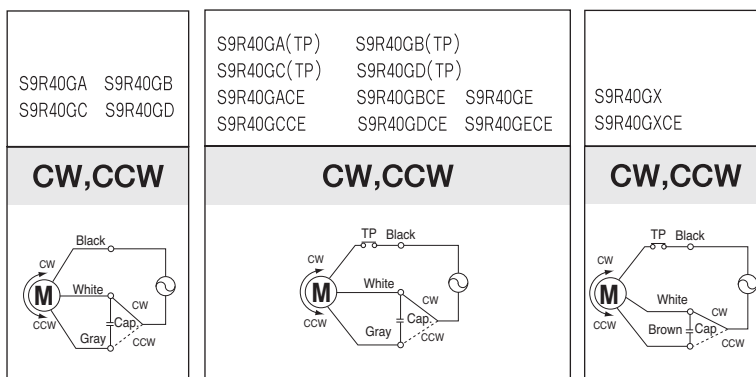 S9R40GA S9R40GB
S9R40GC S9R40GD
CW,CCW
Black
CW
M
White
CW
CCW
Cap.
Gray
CCW
S9R40GA(TP) S9R40GB(TP)
S9R40GC(TP) S9R40GD(TP)
S9R40GACE S9R40GBCE S9R40GE
S9R40GCCE S9R40GDCE S9R40GECE
CW,CCW
TP Black
CW
M
White
CW
Cap.
CCW
Gray
CCW
S9R40GX
S9R40GXCE
CW,CCW
TP Black
CW
M
White
CW
CCW
Brown Cap.
CCW